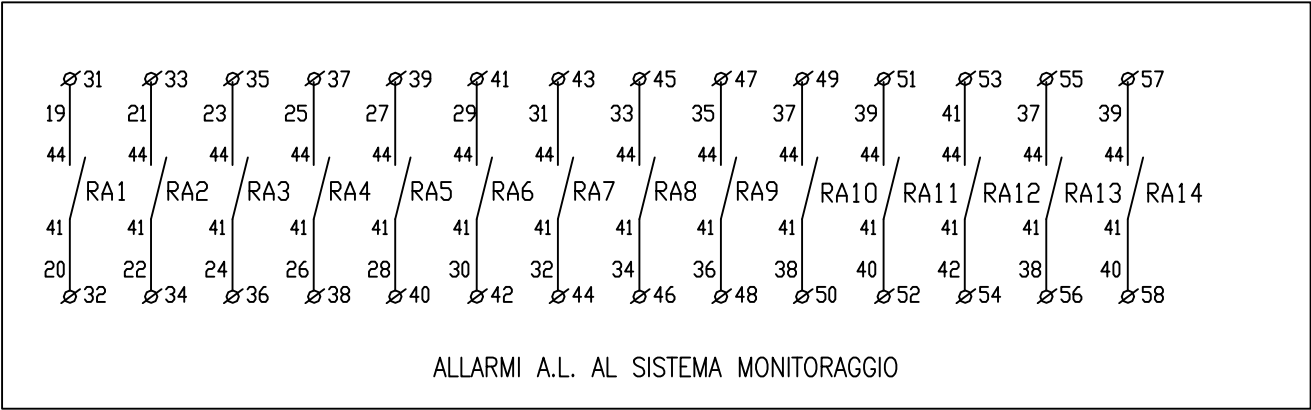 31 33 35 37 39 41 43 45 47 49 51 53 55 57
19 21 23 25 27 29 31 33 35 37 39 41 37 39
44 44 44 44 44 44 44 44 44 44 44 44 44 44
RA1 RA2 RA3 RA4 RA5 RA6 RA7 RA8 RA9 RA10 RA11 RA12 RA13 RA14
41 41 41 41 41 41 41 41 41 41 41 41 41 41
20 22 24 26 28 30 32 34 36 38 40 42 38 40
32 34 36 38 40 42 44 46 48 50 52 54 56 58
ALLARMI A.L. AL SISTEMA MONITORAGGIO